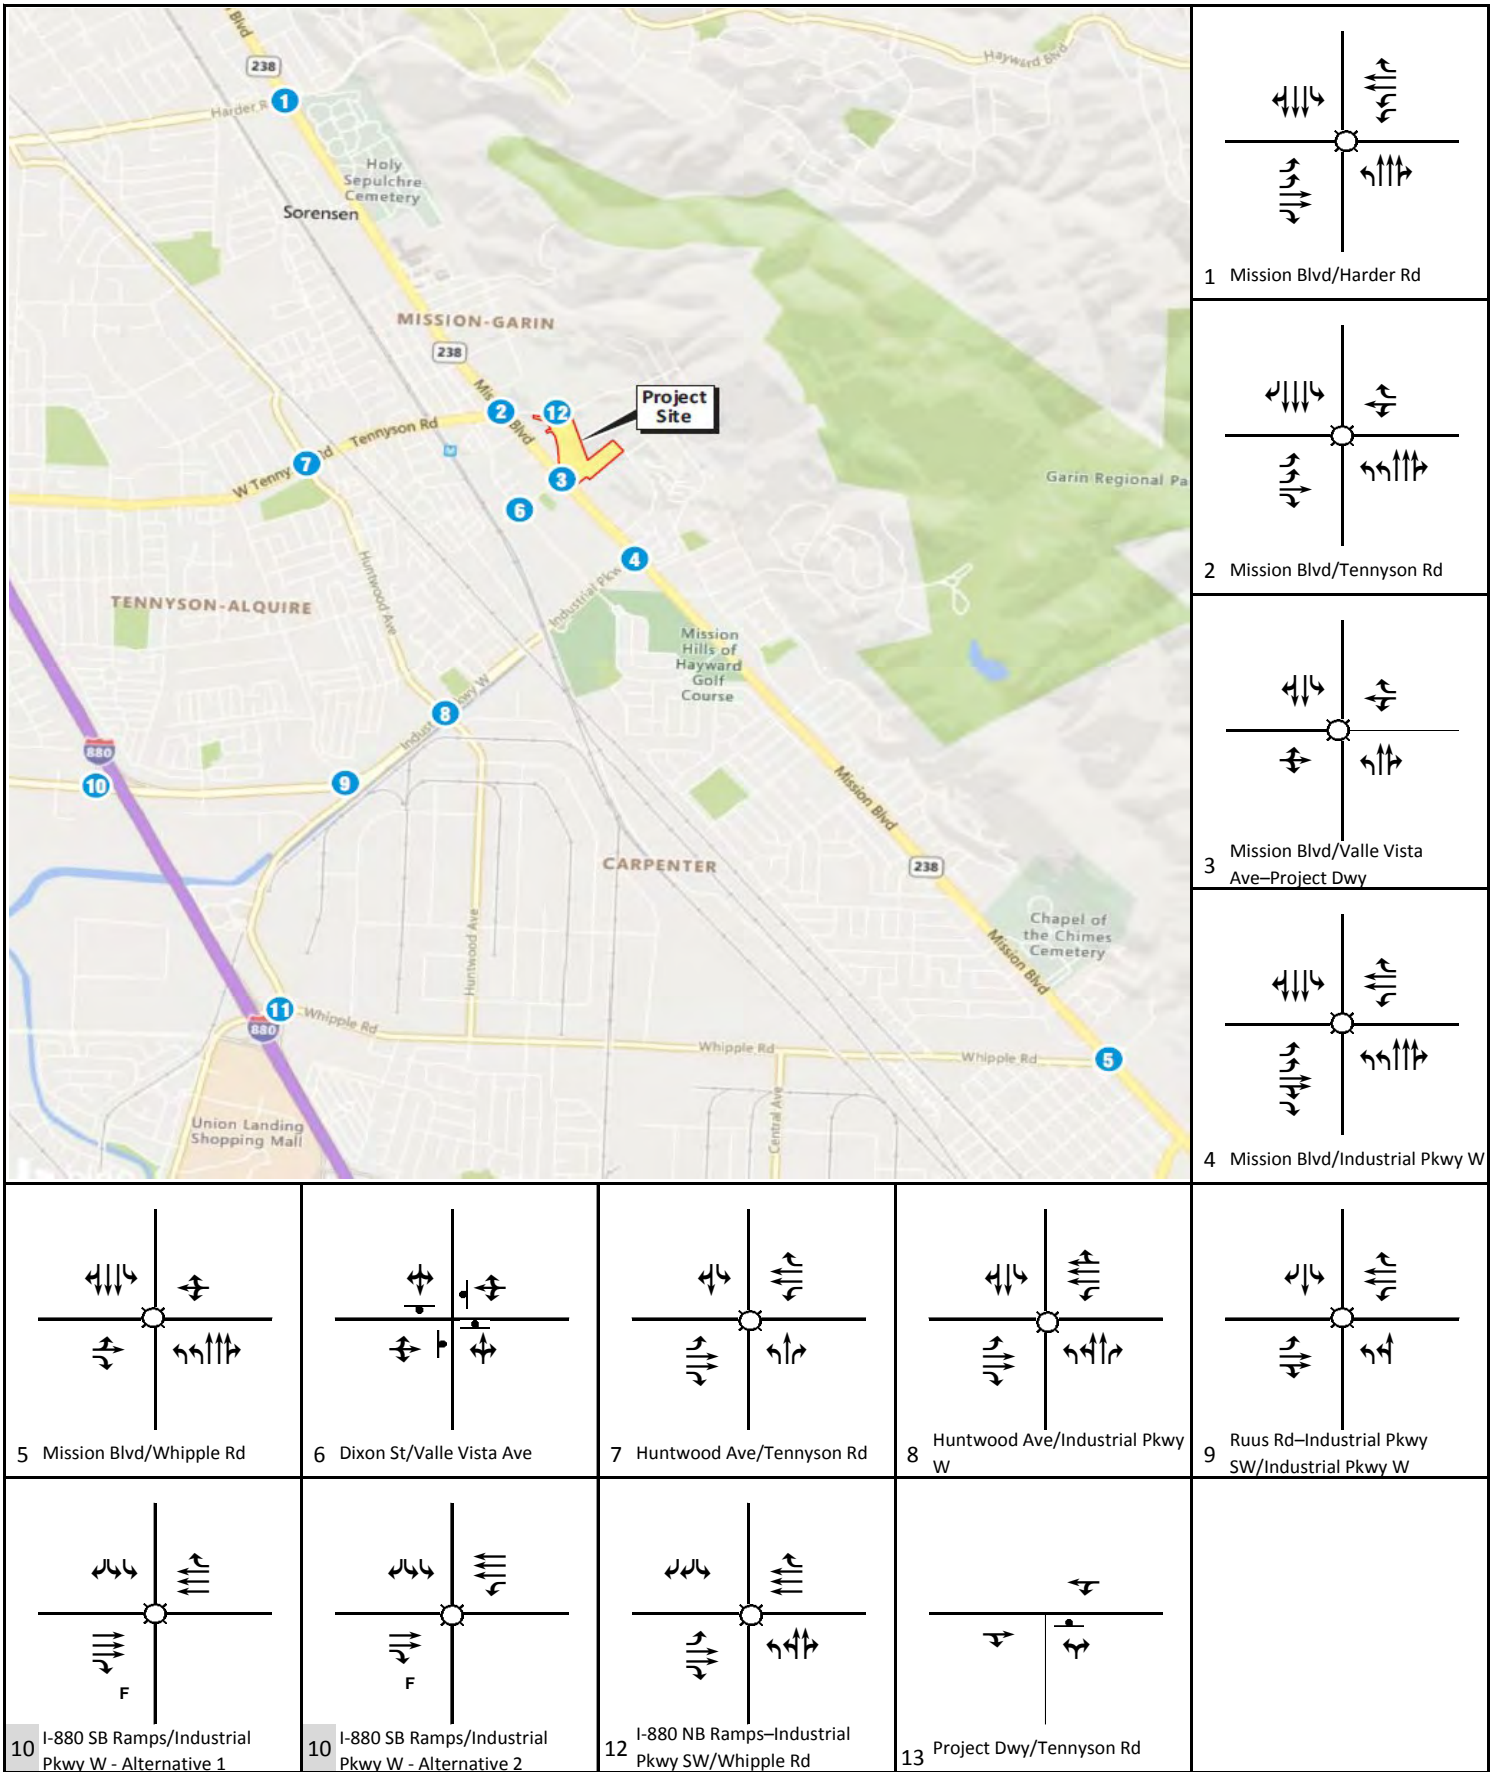 Blvd
238
Hayward Blvd
Harder R
1
Holy
Sepulchre
Cemetery
Sorensen
MISSION-GARIN
238
Mis
Blvd
2
12
Project
Site
Tennyson Rd
7
W Tenny
d
3
6
Garin Regional Pa
4
Industrial Pkw
Huntwood Ave
TENNYSON-ALQUIRE
Mission
Hills of
Hayward
Golf
Course
8
Indust
kwy W
880
10
9
Mission Blvd
CARPENTER
238
Huntwood Ave
Chapel of
the Chimes
Cemetery
Mission Blvd
11
880
Whipple Rd
Whipple Rd
Whipple Rd
5
Central Ave
Union Landing
Shopping Mall
1 Mission Blvd/Harder Rd
2 Mission Blvd/Tennyson Rd
3 Mission Blvd/Valle Vista
Ave–Project Dwy
4 Mission Blvd/Industrial Pkwy W
5 Mission Blvd/Whipple Rd
6 Dixon St/Valle Vista Ave
7 Huntwood Ave/Tennyson Rd
8 Huntwood Ave/Industrial Pkwy
W
9 Ruus Rd–Industrial Pkwy
SW/Industrial Pkwy W
F
10 I-880 SB Ramps/Industrial
Pkwy W - Alternative 1
F
10 I-880 SB Ramps/Industrial
Pkwy W - Alternative 2
12 I-880 NB Ramps–Industrial
Pkwy SW/Whipple Rd
13 Project Dwy/Tennyson Rd